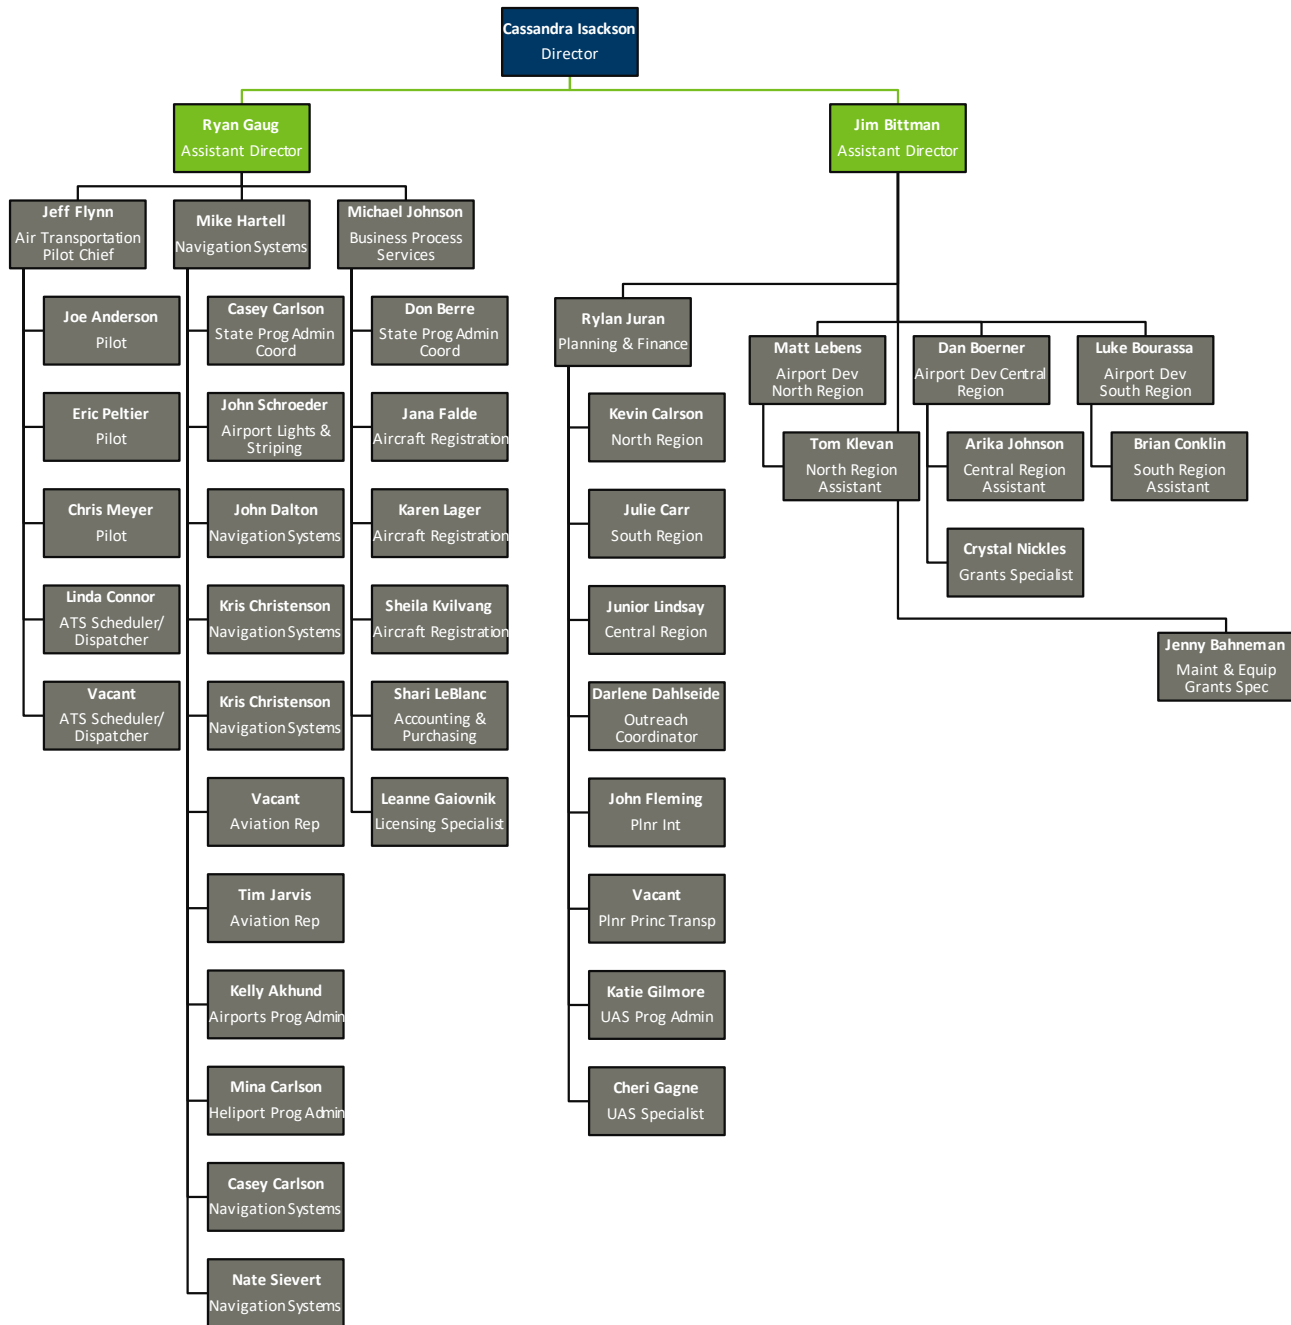 Cassandra Isackson
Director
Ryan Gaug
Assistant Director
Jim Bittman
Assistant Director
Jeff Flynn
Air Transportation
Pilot Chief
Mike Hartell
Navigation Systems
Michael Johnson
Business Process
Services
Joe Anderson
Pilot
Eric Peltier
Pilot
Chris Meyer
Pilot
Linda Connor
ATS Scheduler/
Dispatcher
Vacant
ATS Scheduler/
Dispatcher
Casey Carlson
State Prog Admin
Coord
John Schroeder
Airport Lights &
Striping
John Dalton
Navigation Systems
Kris Christenson
Navigation Systems
Kris Christenson
Navigation Systems
Vacant
Aviation Rep
Tim Jarvis
Aviation Rep
Kelly Akhund
Airports Prog Admin
Mina Carlson
Heliport Prog Admin
Casey Carlson
Navigation Systems
Nate Sievert
Navigation Systems
Don Berre
State Prog Admin
Coord
Jana Falde
Aircraft Registration
Karen Lager
Aircraft Registration
Sheila Kvilvang
Aircraft Registration
Shari LeBlanc
Accounting &
Purchasing
Leanne Gaiovnik
Licensing Specialist
Rylan Juran
Planning & Finance
Kevin Calrson
North Region
Julie Carr
South Region
Junior Lindsay
Central Region
Darlene Dahlseide
Outreach
Coordinator
John Fleming
Plnr Int
Vacant
Plnr Princ Transp
Katie Gilmore
UAS Prog Admin
Cheri Gagne
UAS Specialist
Matt Lebens
Airport Dev
North Region
Tom Klevan
North Region
Assistant
Dan Boerner
Airport Dev Central
Region
Arika Johnson
Central Region
Assistant
Crystal Nickles
Grants Specialist
Luke Bourassa
Airport Dev
South Region
Brian Conklin
South Region
Assistant
Jenny Bahneman
Maint & Equip
Grants Spec